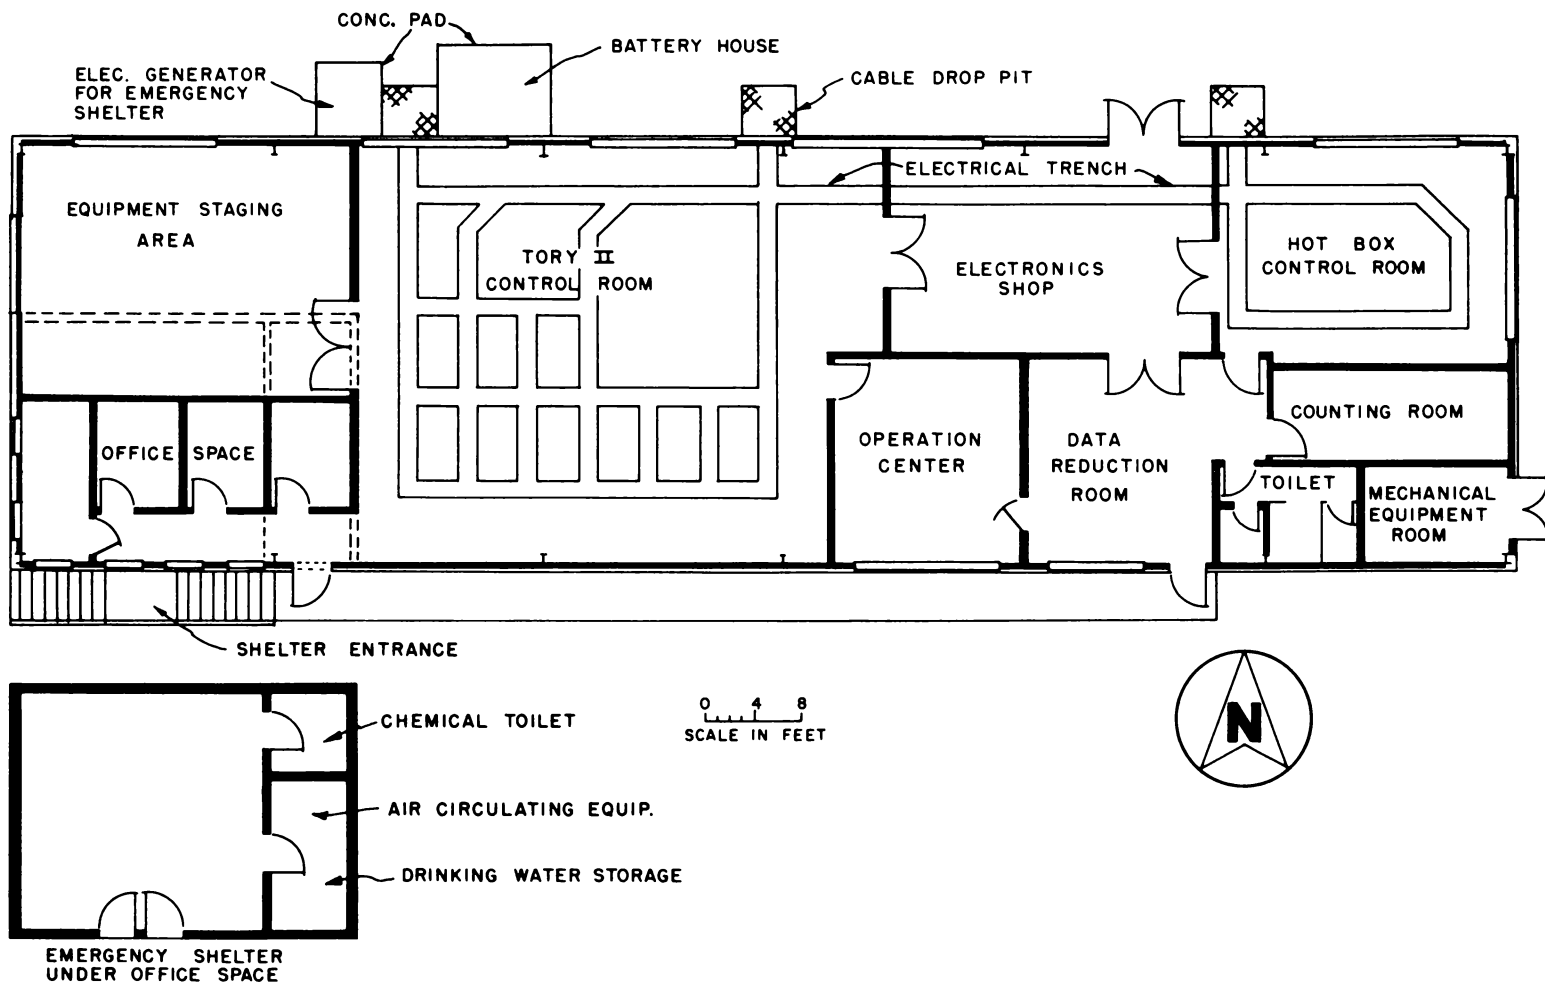 CONC. PAD
BATTERY HOUSE
ELEC. GENERATOR
FOR EMERGENCY
SHELTER
CABLE DROP PIT
ELECTRICAL TRENCH
EQUIPMENT STAGING
AREA
TORY II
CONTROL ROOM
ELECTRONICS
SHOP
HOT BOX
CONTROL ROOM
OFFICE SPACE
OPERATION
CENTER
DATA
REDUCTION
ROOM
COUNTING ROOM
TOILET
MECHANICAL
EQUIPMENT
ROOM
SHELTER ENTRANCE
CHEMICAL TOILET
AIR CIRCULATING EQUIP.
DRINKING WATER STORAGE
EMERGENCY SHELTER
UNDER OFFICE SPACE
0 4 8
SCALE IN FEET
N